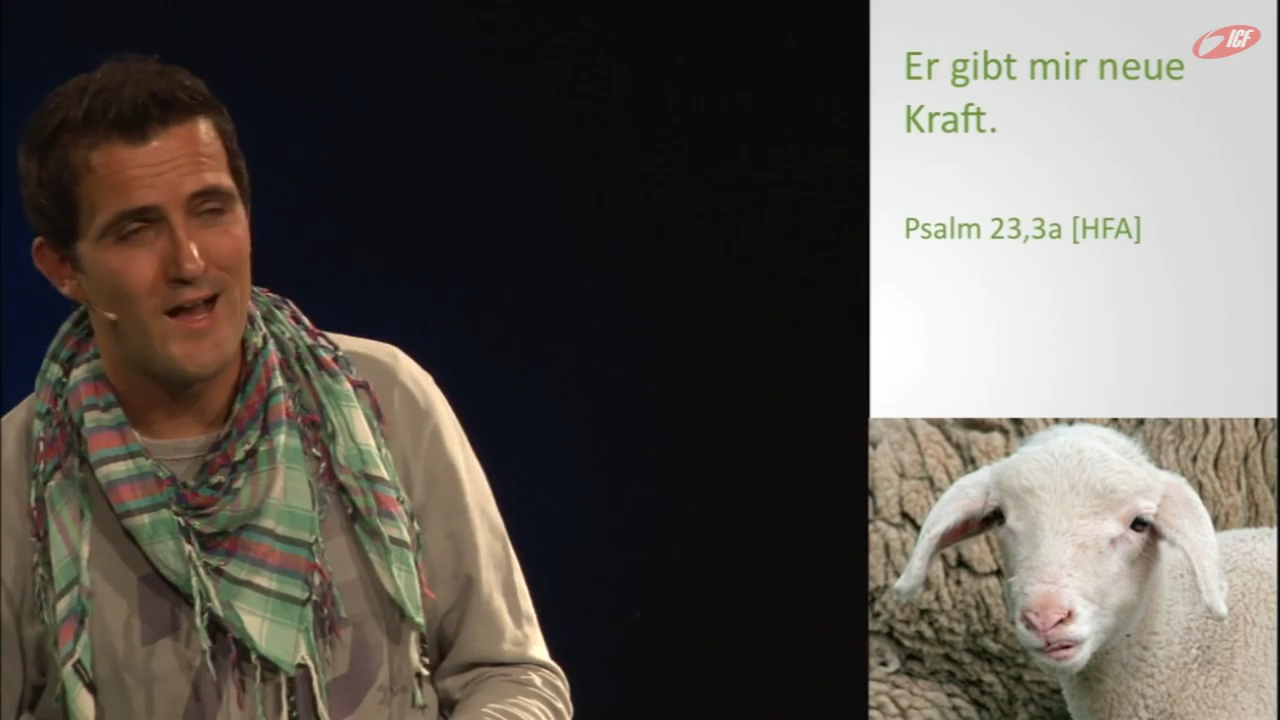 Er gibt mir neue
Kraft.
Psalm 23,3a [HFA]
ICF